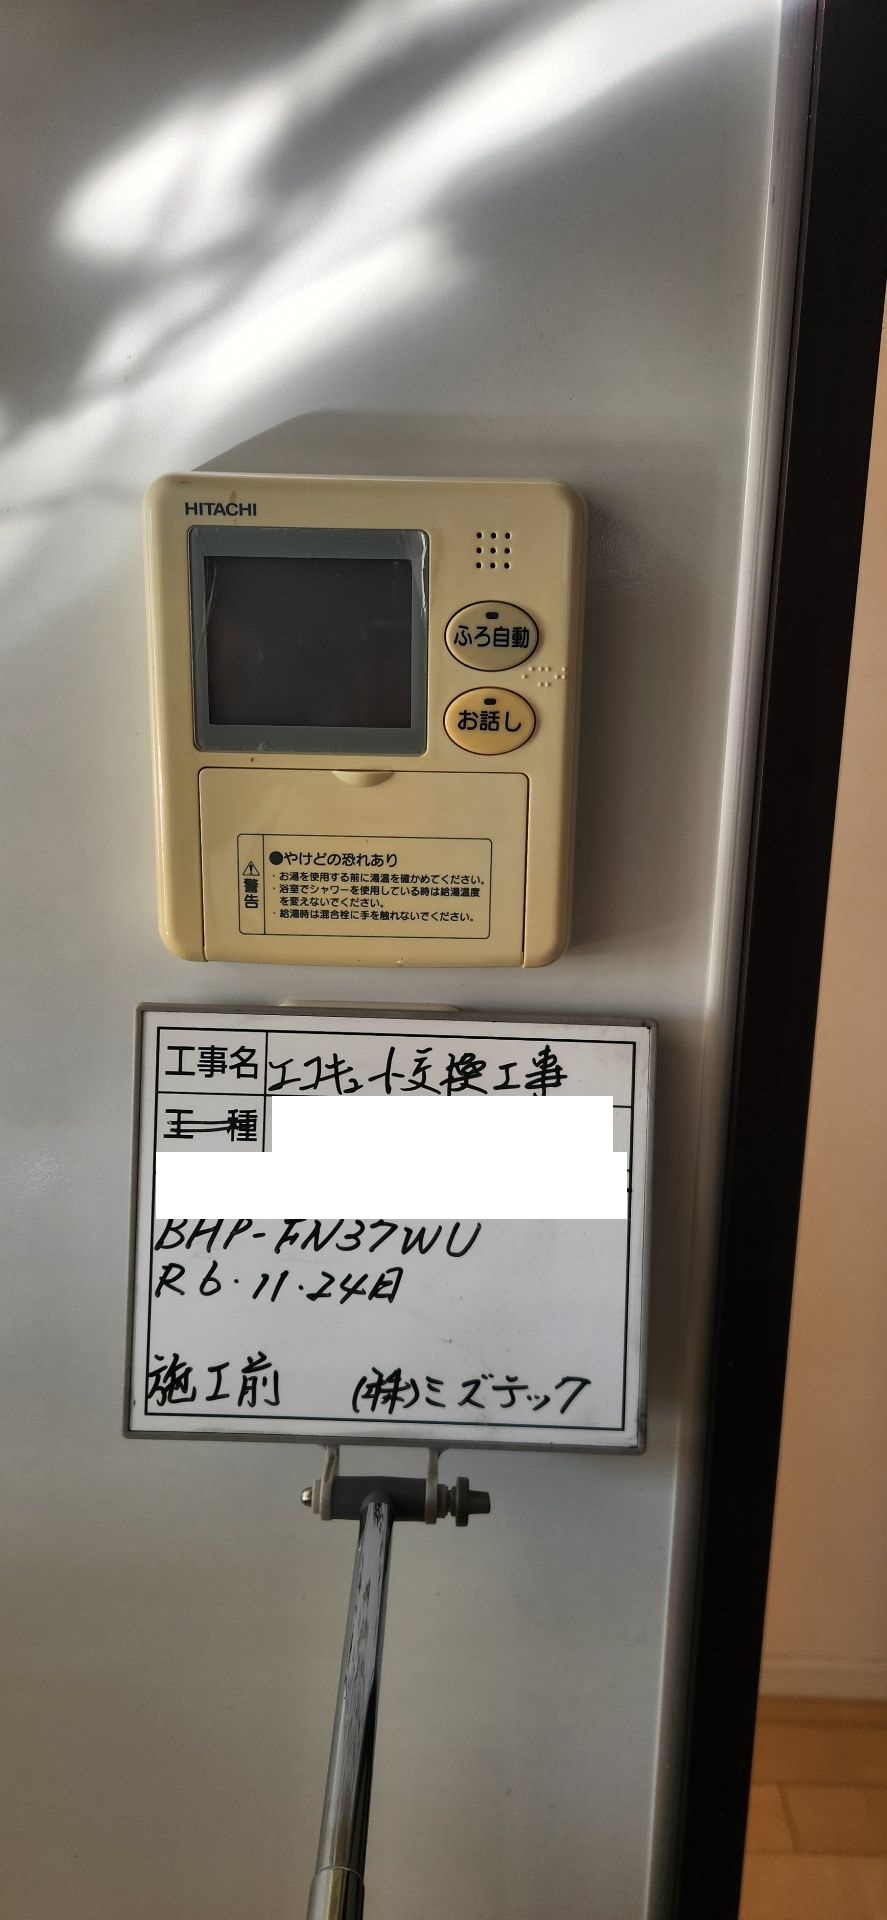 HITACHI
ふろ自動
お話し
警告
●やけどの恐れあり
・お湯を使用する前に湯温を確かめてください。
・浴室でシャワーを使用している時は給湯温度
を変えないでください。
・給湯時は混合栓に手を触れないでください。
工事名 エコキュート交換工事
工種
BHP-FN37WU
R6.11.24日
施工前 (株)ミズテック